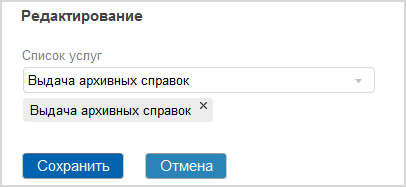 Редактирование
Список услуг
Выдача архивных справок
Выдача архивных справок ×
Сохранить Отмена